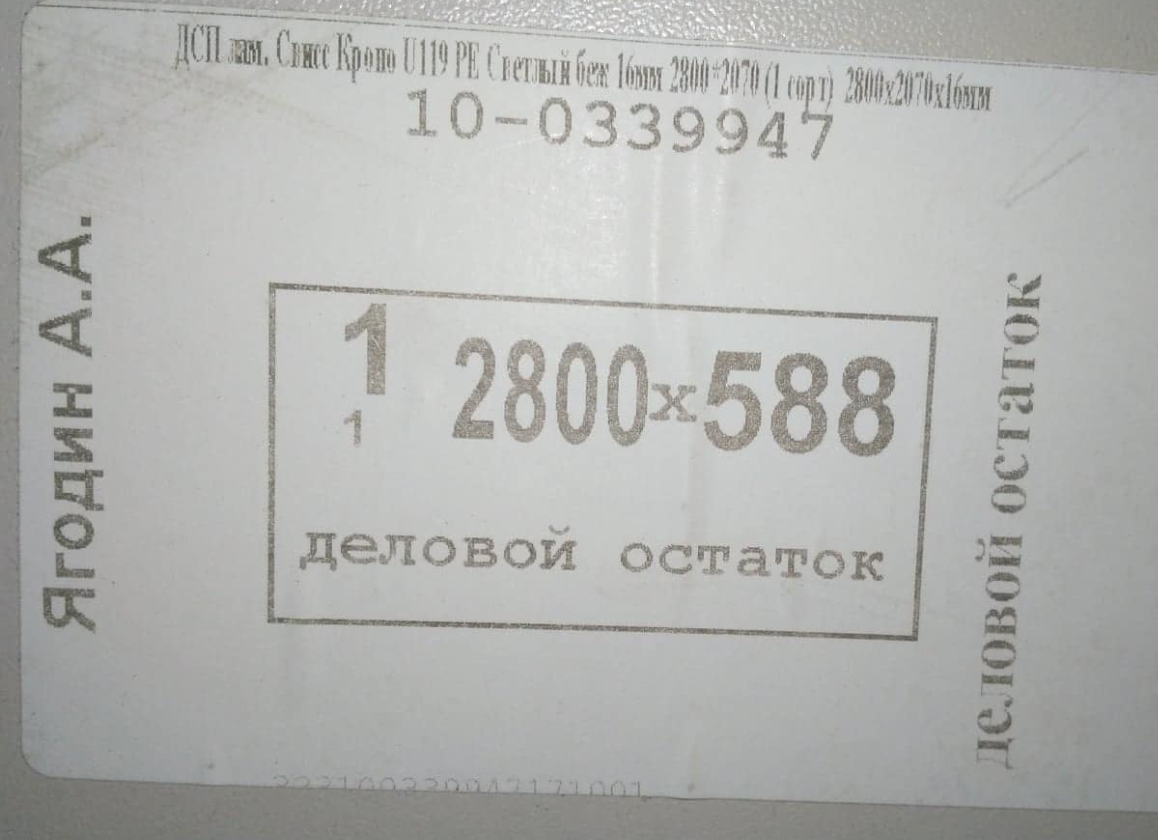 ДСП лам. Свисс Кроно U119 PE Светлый беж 16мм 2800*2070 (1 сорт) 2800x2070x16мм
10-0339947
Ягодин А.А.
1
2800x588
1
деловой остаток
деловой остаток